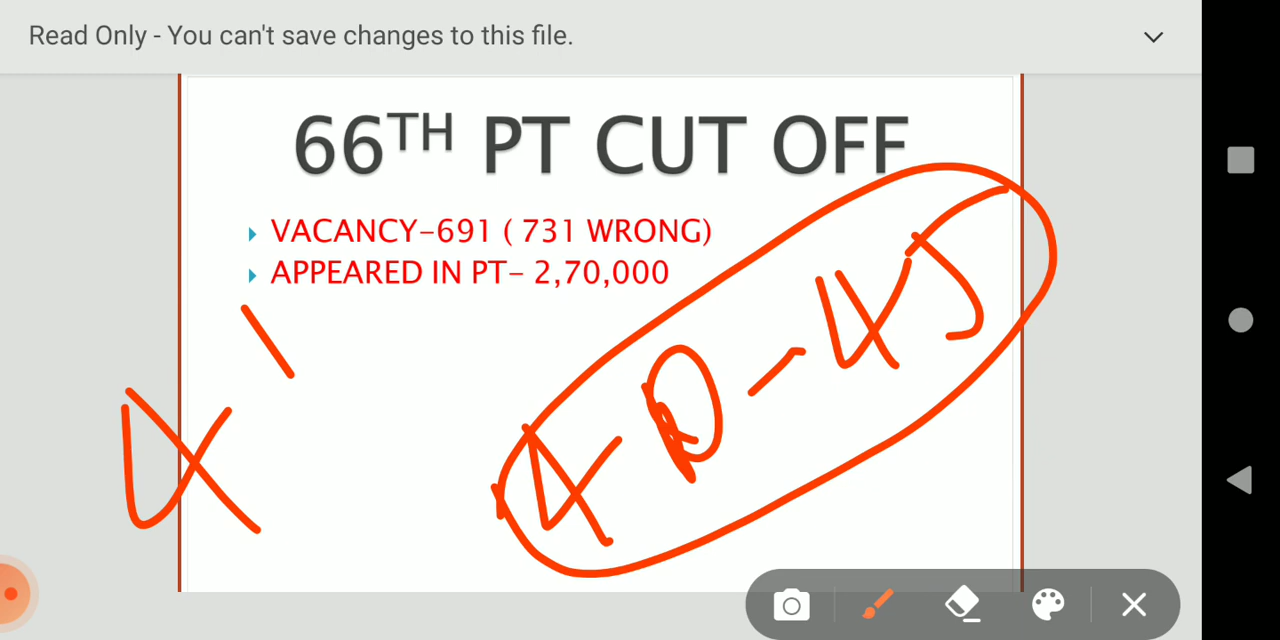 Read Only - You can't save changes to this file.
66TH PT CUT OFF
VACANCY-691 ( 731 WRONG)
APPEARED IN PT- 2,70,000
40-45
4